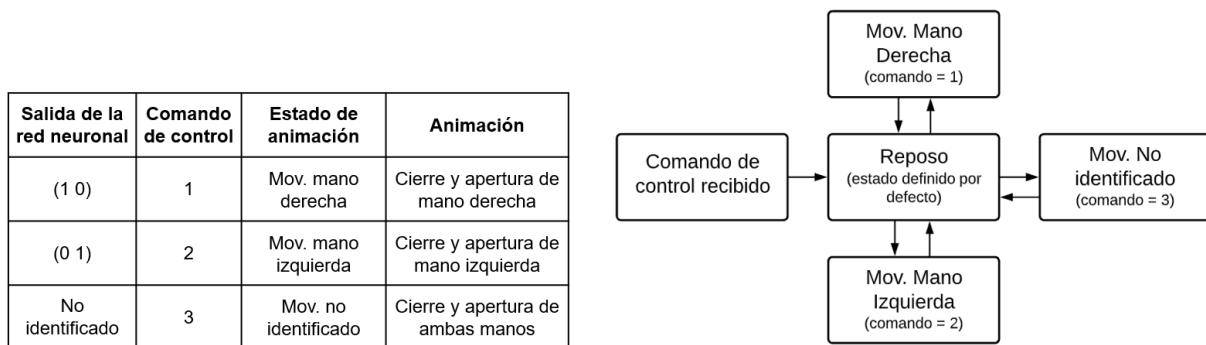 Salida de la
red neuronal
Comando
de control
Estado de
animación
Animación
(1 0)
1
Mov. mano
derecha
Cierre y apertura de
mano derecha
(0 1)
2
Mov. mano
izquierda
Cierre y apertura de
mano izquierda
No
identificado
3
Mov. no
identificado
Cierre y apertura de
ambas manos
Mov. Mano
Derecha
(comando = 1)
Comando de
control recibido
Reposo
(estado definido por
defecto)
Mov. No
identificado
(comando = 3)
Mov. Mano
Izquierda
(comando = 2)